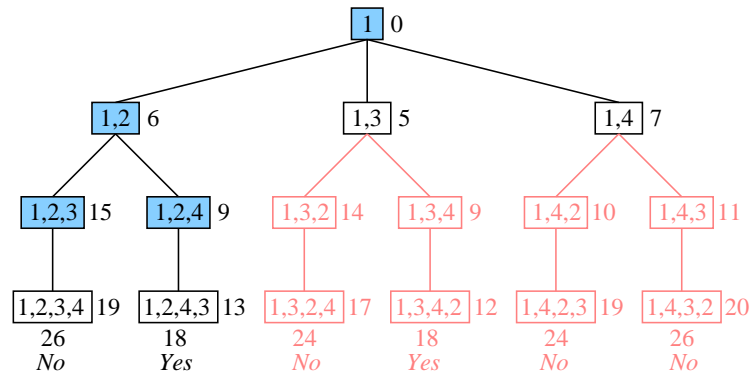 1 0
1,2 6 1,3 5 1,4 7
1,2,3 15 1,2,4 9 1,3,2 14 1,3,4 9 1,4,2 10 1,4,3 11
1,2,3,4 19 1,2,4,3 13 1,3,2,4 17 1,3,4,2 12 1,4,2,3 19 1,4,3,2 20
26 18 24 18 24 26
No Yes No Yes No No